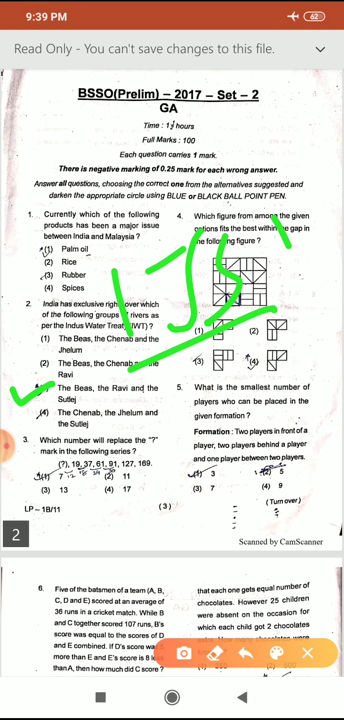 9:39 PM
62
Read Only - You can't save changes to this file.
BSSO(Prelim) – 2017 – Set – 2
GA
Time : 1½ hours
Full Marks : 100
Each question carries 1 mark.
There is negative marking of 0.25 mark for each wrong answer.
Answer all questions, choosing the correct one from the alternatives suggested and
darken the appropriate circle using BLUE or BLACK BALL POINT PEN.
1. Currently which of the following
products has been a major issue
between India and Malaysia ?
(1) Palm oil
(2) Rice
(3) Rubber
(4) Spices
2. India has exclusive right over which
of the following groups of rivers as
per the Indus Water Treaty (IWT) ?
(1) The Beas, the Chenab and the
Jhelum
(2) The Beas, the Chenab and the
Ravi
The Beas, the Ravi and the
Sutlej
(4) The Chenab, the Jhelum and
the Sutlej
3. Which number will replace the "?"
mark in the following series ?
(?), 19, 37, 61, 91, 127, 169.
(1) 7 (2) 11
(3) 13 (4) 17
LP – 1B/11
(3)
4. Which figure from among the given
options fits the best within the gap in
the following figure ?
(1) (2)
(3) (4)
5. What is the smallest number of
players who can be placed in the
given formation ?
Formation : Two players in front of a
player, two players behind a player
and one player between two players.
(1) 3 (2) 5
(3) 7 (4) 9
(Turn over)
2
Scanned by CamScanner
6. Five of the batsmen of a team (A, B,
C, D and E) scored at an average of
36 runs in a cricket match. While B
and C together scored 107 runs, B's
score was equal to the scores of D
and E combined. If D's score was
more than E and E's score is 8 less
than A, then how much did C score ?
that each one gets equal number of
chocolates. However 25 children
were absent on the occasion for
which each child got 2 chocolates